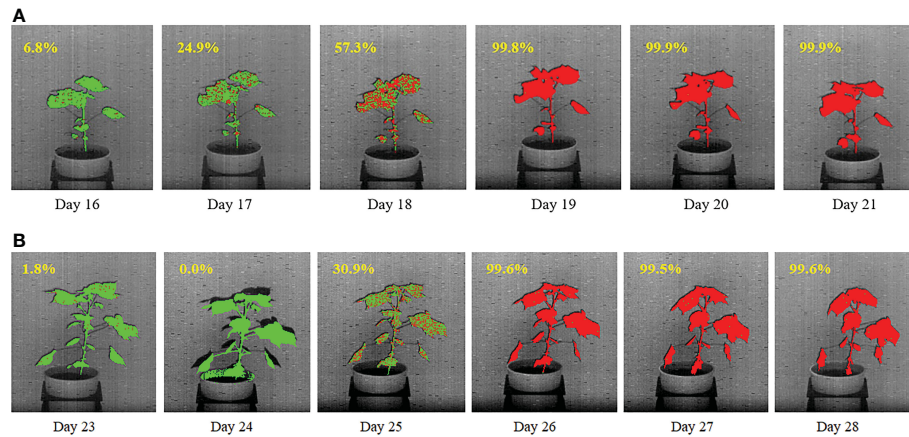 A
6.8% 24.9% 57.3% 99.8% 99.9% 99.9%
Day 16 Day 17 Day 18 Day 19 Day 20 Day 21
B
1.8% 0.0% 30.9% 99.6% 99.5% 99.6%
Day 23 Day 24 Day 25 Day 26 Day 27 Day 28